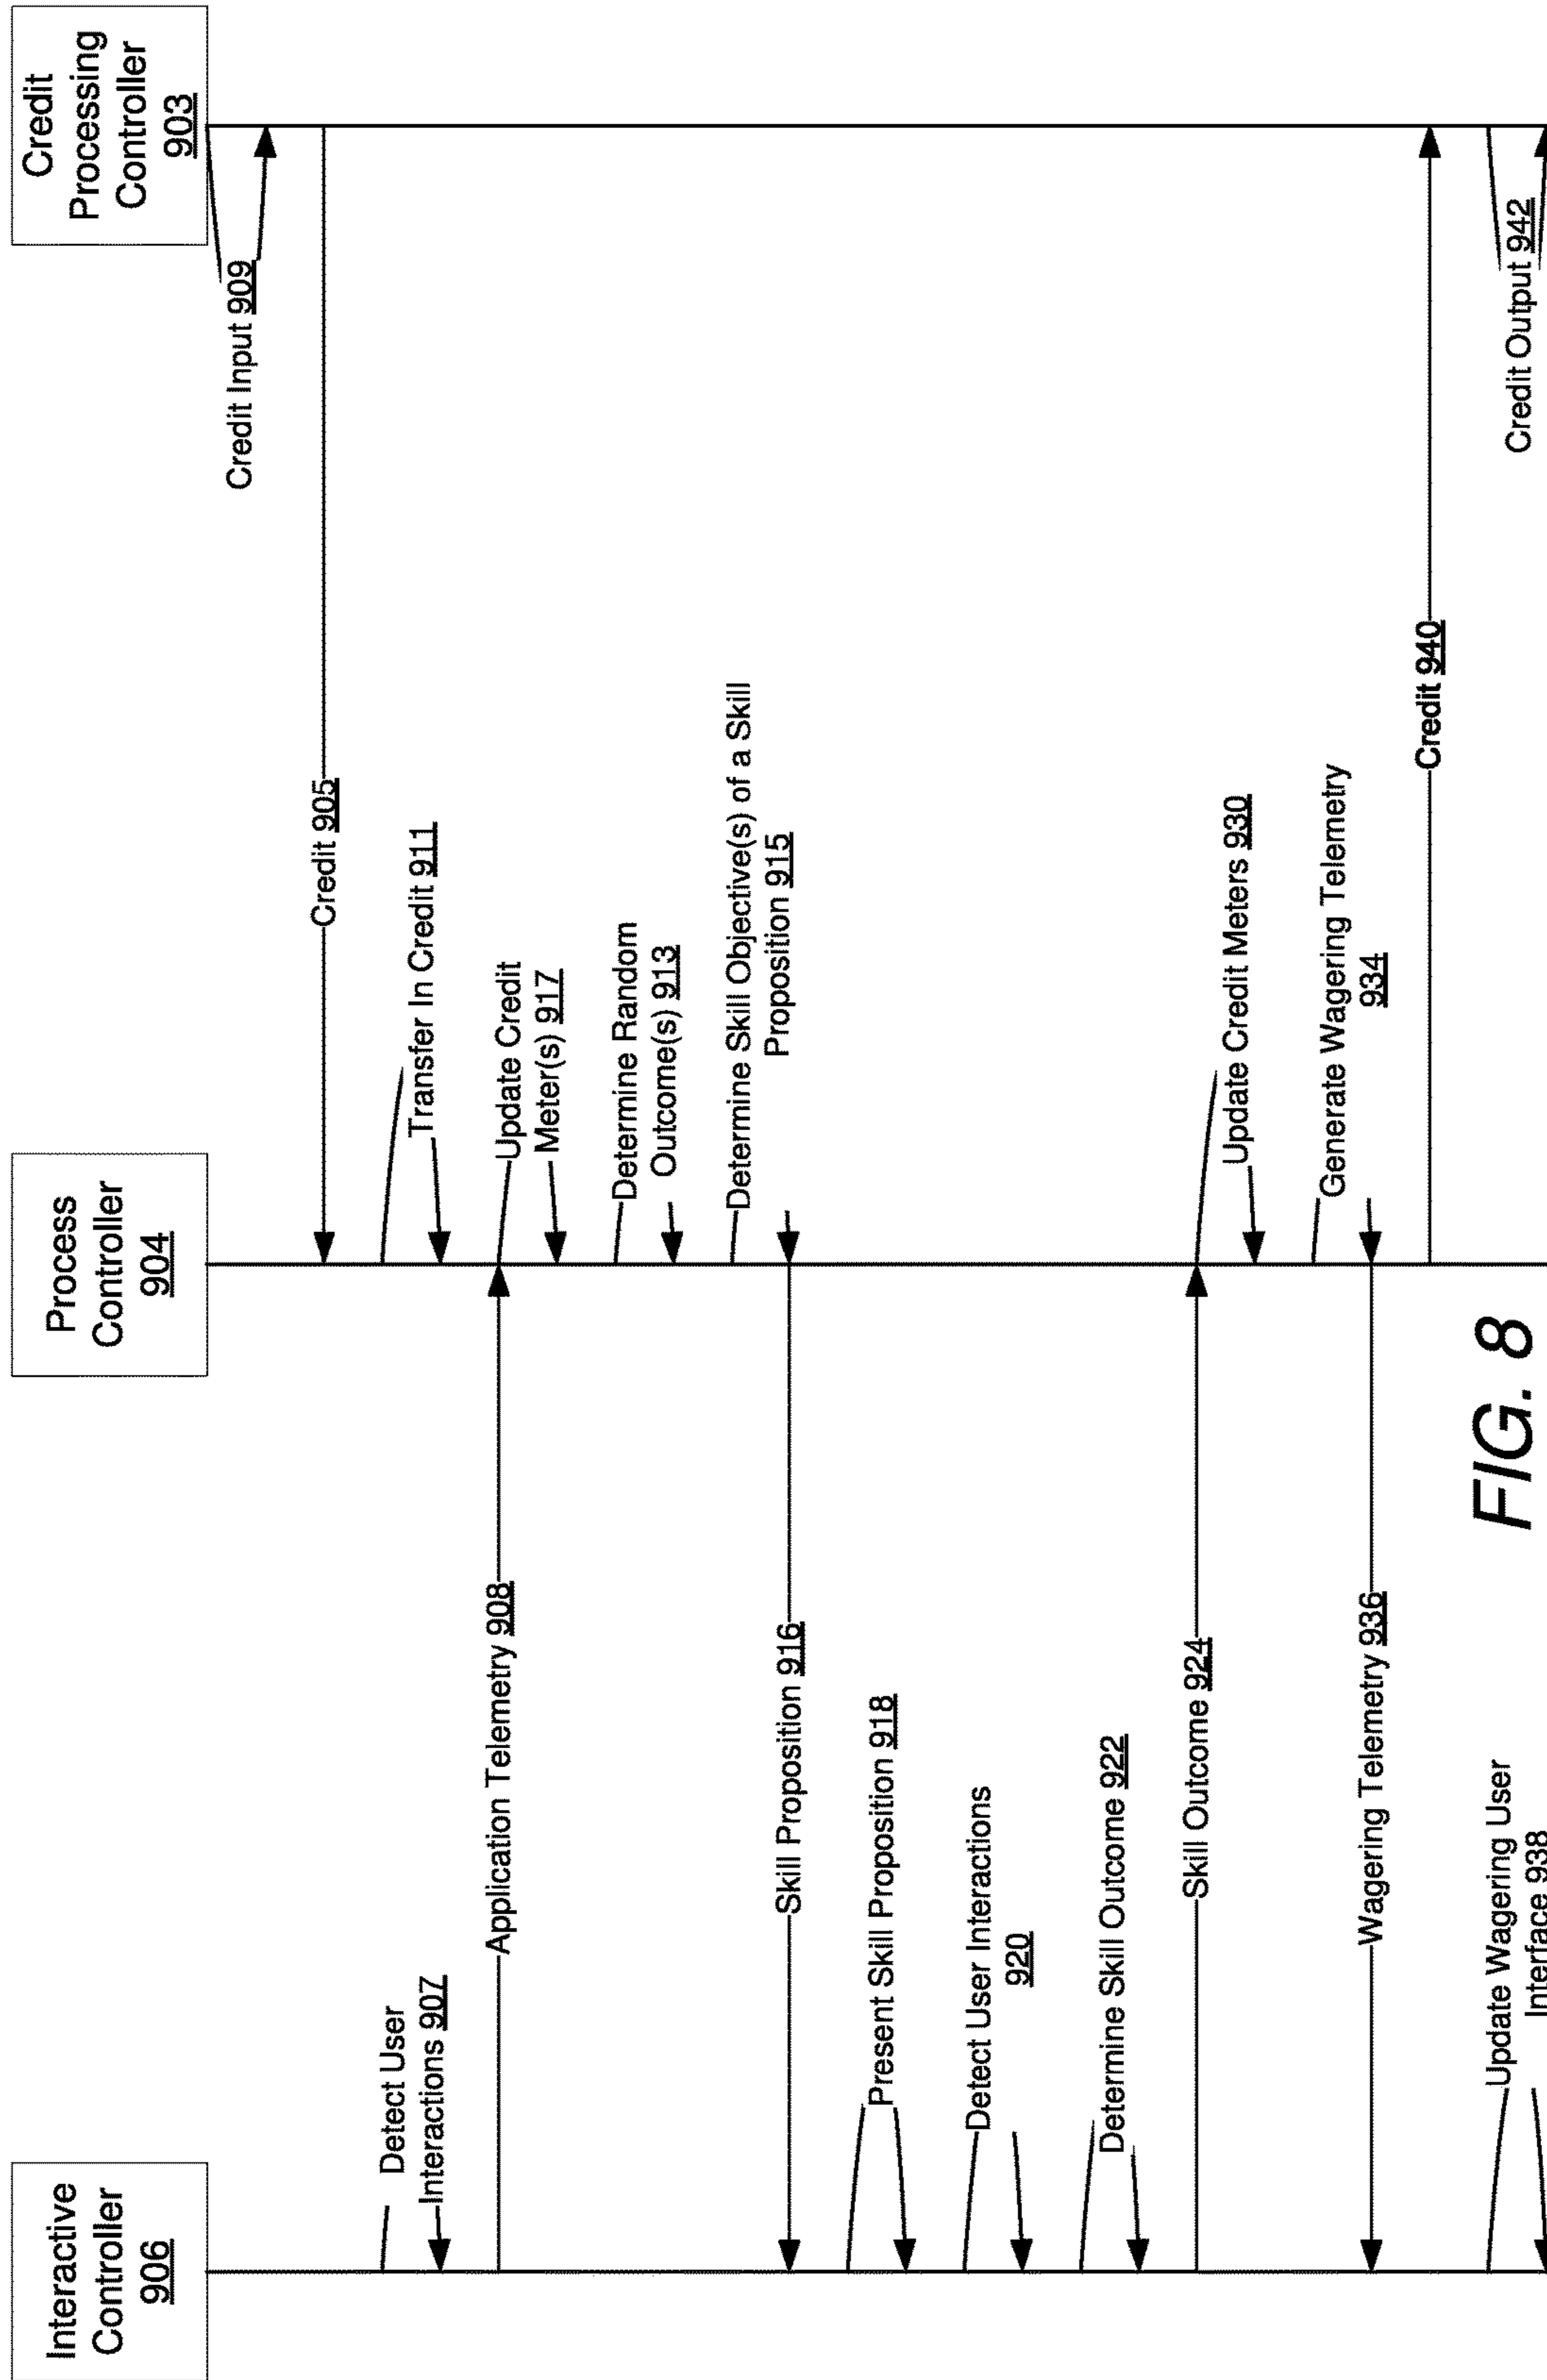 Interactive
Controller
906
Process
Controller
904
Credit
Processing
Controller
903
Credit Input 909
Credit 905
Detect User
Interactions 907
Transfer In Credit 911
Application Telemetry 908
Update Credit
Meter(s) 917
Determine Random
Outcome(s) 913
Determine Skill Objective(s) of a Skill
Proposition 915
Skill Proposition 916
Present Skill Proposition 918
Detect User Interactions
920
Determine Skill Outcome 922
Skill Outcome 924
Update Credit Meters 930
Generate Wagering Telemetry
934
Wagering Telemetry 936
Credit 940
Update Wagering User
Interface 938
Credit Output 942
FIG. 8